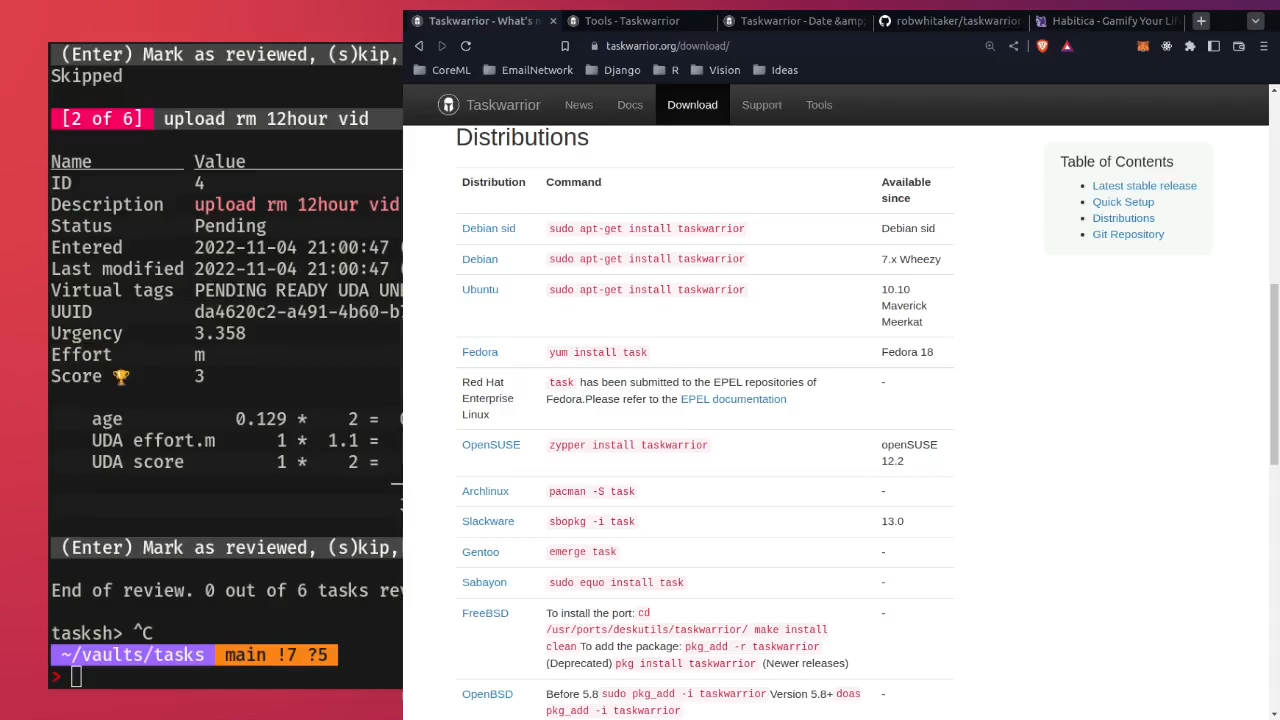 (Enter) Mark as reviewed, (s)kip,
Skipped
[2 of 6] upload rm 12hour vid
Name Value
ID 4
Description upload rm 12hour vid
Status Pending
Entered 2022-11-04 21:00:47
Last modified 2022-11-04 21:00:47
Virtual tags PENDING READY UDA
UUID da4620c2-a491-4b60-b
Urgency 3.358
Effort m
Score 🏆 3
age 0.129 * 2 =
UDA effort.m 1 * 1.1 =
UDA score 1 * 2 =
(Enter) Mark as reviewed, (s)kip,
End of review. 0 out of 6 tasks
tasksh> ^C
~/vaults/tasks main !7 ?5
>
Taskwarrior - What's n
Tools - Taskwarrior
Taskwarrior - Date &amp;
robwhitaker/taskwarrior
Habitica - Gamify Your Life
taskwarrior.org/download/
CoreML EmailNetwork Django R Vision Ideas
Taskwarrior News Docs Download Support Tools
Distributions
Distribution Command Available since
Debian sid sudo apt-get install taskwarrior Debian sid
Debian sudo apt-get install taskwarrior 7.x Wheezy
Ubuntu sudo apt-get install taskwarrior 10.10
Maverick
Meerkat
Fedora yum install task Fedora 18
Red Hat task has been submitted to the EPEL repositories of -
Enterprise Fedora.Please refer to the EPEL documentation
Linux
OpenSUSE zypper install taskwarrior openSUSE
12.2
Archlinux pacman -S task -
Slackware sbopkg -i task 13.0
Gentoo emerge task -
Sabayon sudo equo install task -
FreeBSD To install the port: cd -
/usr/ports/deskutils/taskwarrior/ make install
clean To add the package: pkg_add -r taskwarrior
(Deprecated) pkg install taskwarrior (Newer releases)
OpenBSD Before 5.8 sudo pkg_add -i taskwarrior Version 5.8+ doas -
pkg_add -i taskwarrior
Table of Contents
Latest stable release
Quick Setup
Distributions
Git Repository